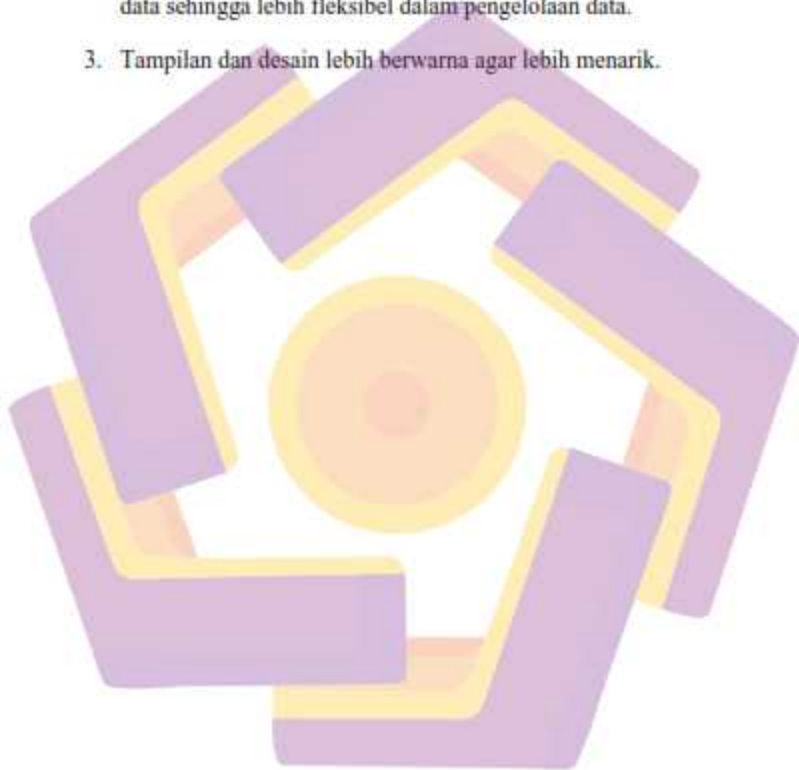 data sehingga lebih fleksibel dalam pengelolaan data.
3. Tampilan dan desain lebih berwarna agar lebih menarik.